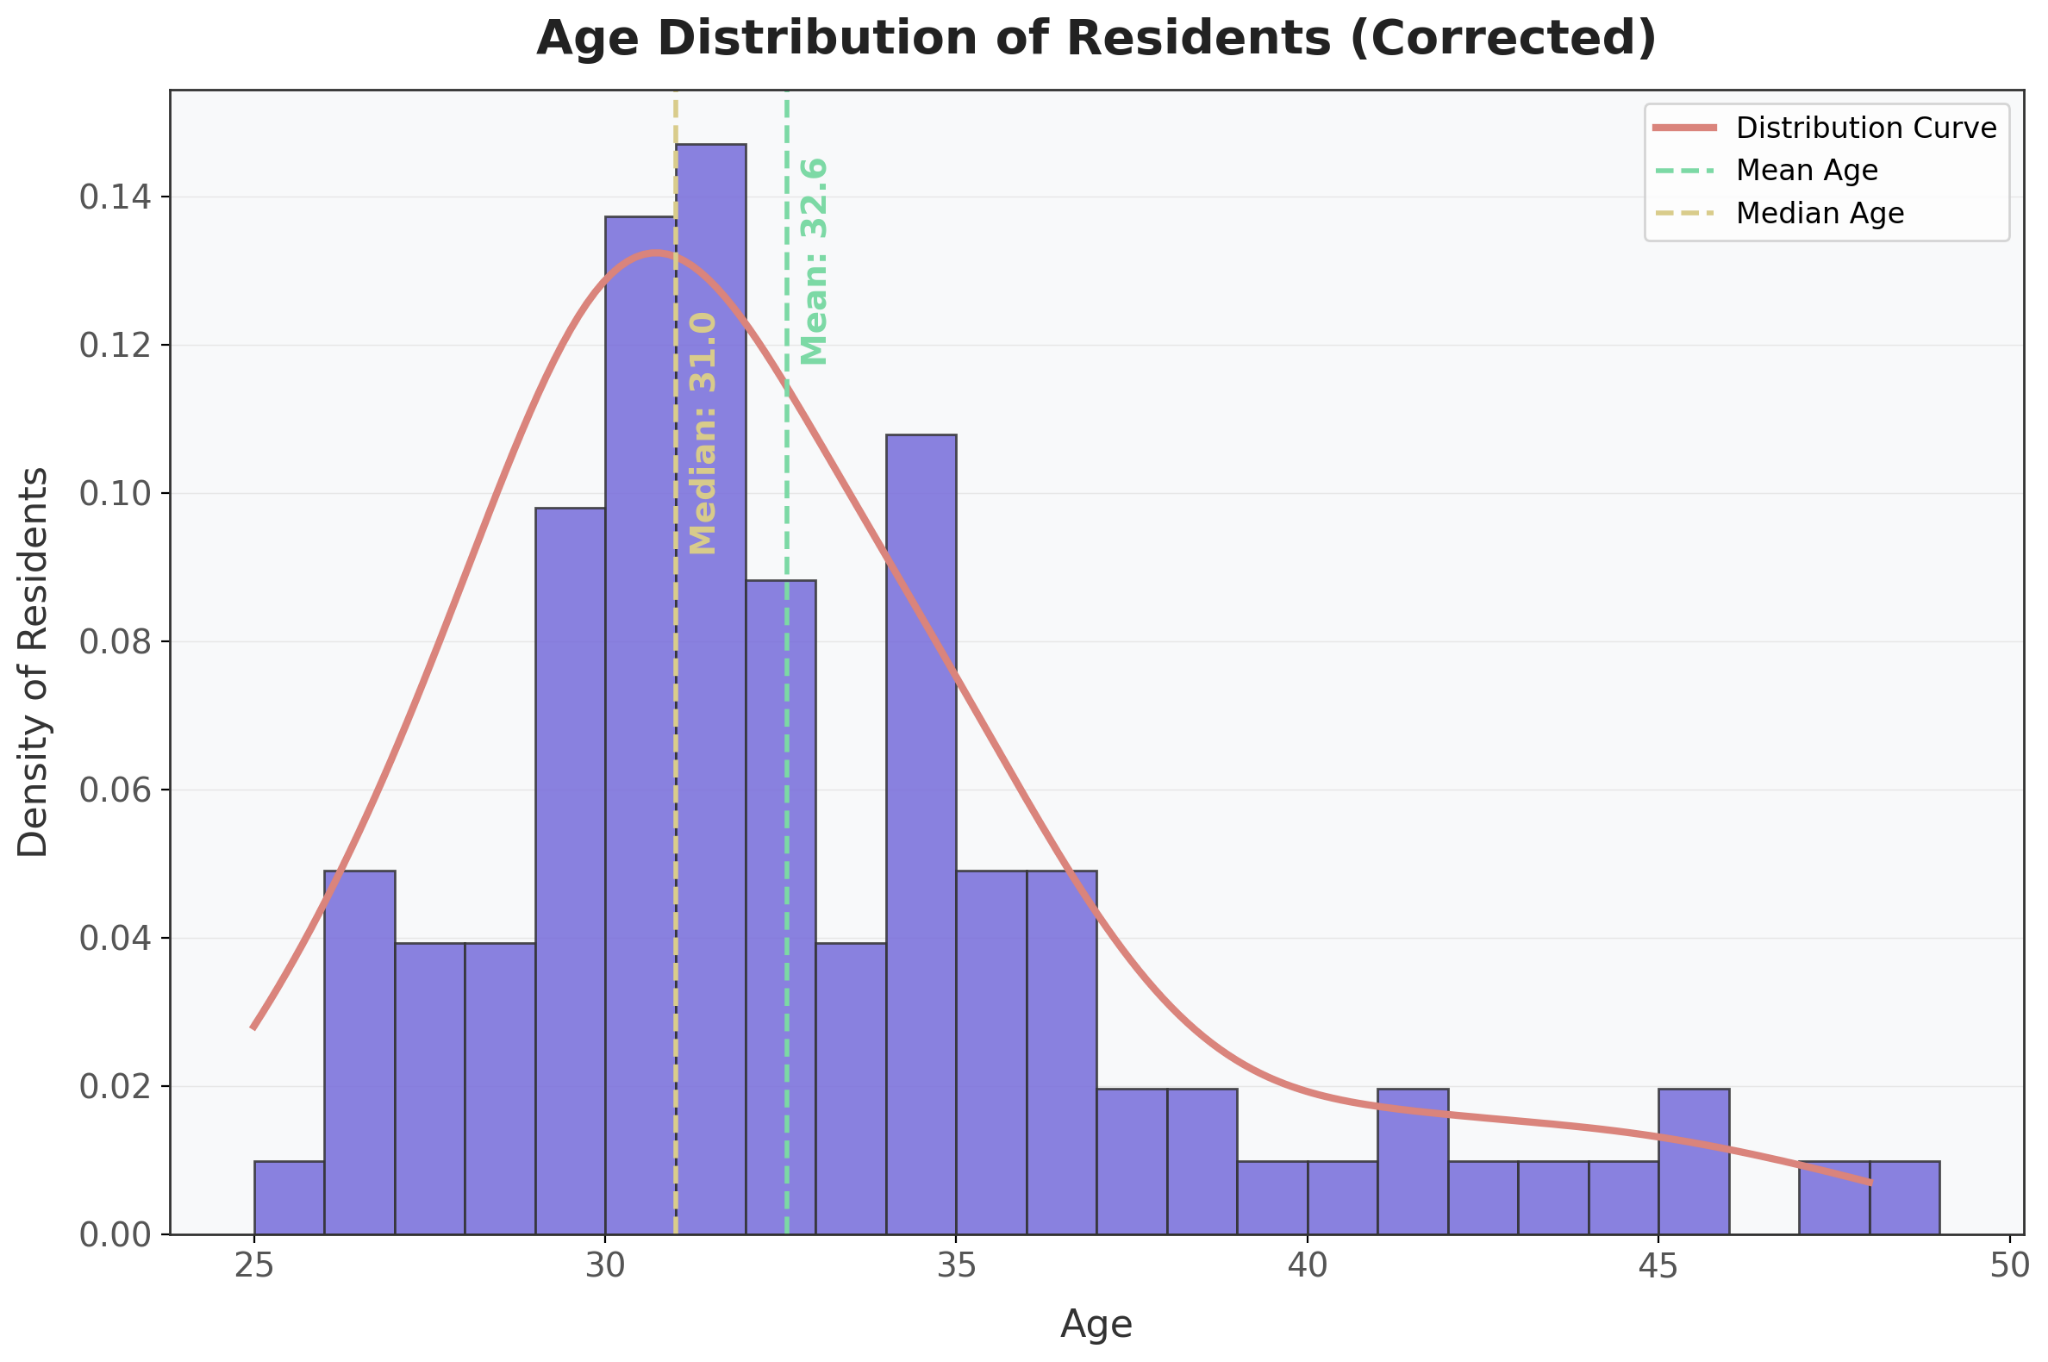 Age Distribution of Residents (Corrected)
Distribution Curve
Mean Age
Median Age
Mean: 32.6
Median: 31.0
Density of Residents
0.14
0.12
0.10
0.08
0.06
0.04
0.02
0.00
25 30 35 40 45 50
Age